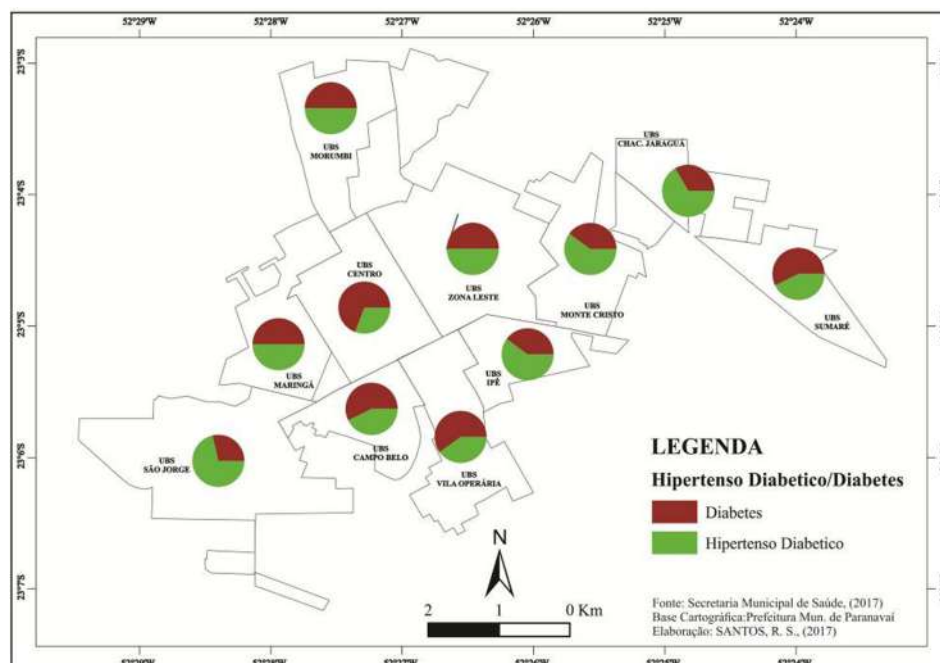 52°29'W 52°28'W 52°27'W 52°26'W 52°25'W 52°24'W
23°3'S
23°4'S
23°5'S
23°6'S
23°7'S
UBS
MORUMBI
UBS
CHAC. JARAGUÁ
UBS
CENTRO
UBS
ZONA LESTE
UBS
MONTE CRISTO
UBS
SUMARÉ
UBS
MARINGÁ
UBS
IPÊ
UBS
CAMPO BELO
UBS
SÃO JORGE
UBS
VILA OPERÁRIA
LEGENDA
Hipertenso Diabetico/Diabetes
Diabetes
Hipertenso Diabetico
N
2 1 0 Km
Fonte: Secretaria Municipal de Saúde, (2017)
Base Cartográfica:Prefeitura Mun. de Paranavaí
Elaboração: SANTOS, R. S., (2017)